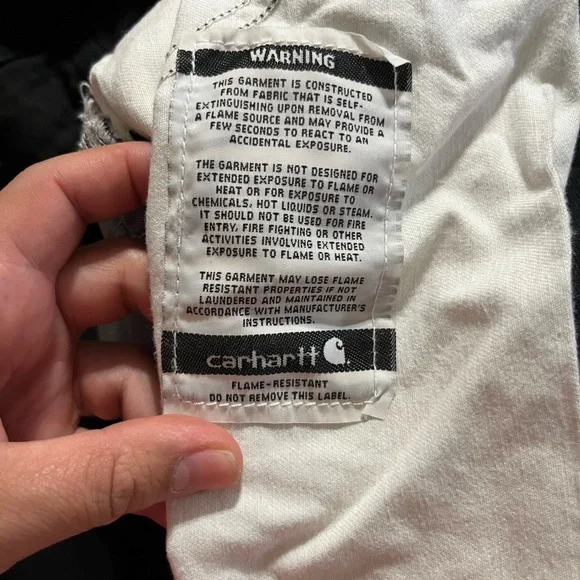 WARNING
THIS GARMENT IS CONSTRUCTED
FROM FABRIC THAT IS SELF-
EXTINGUISHING UPON REMOVAL FROM
A FLAME SOURCE AND MAY PROVIDE A
FEW SECONDS TO REACT TO AN
ACCIDENTAL EXPOSURE.
THE GARMENT IS NOT DESIGNED FOR
EXTENDED EXPOSURE TO FLAME OR
HEAT OR FOR EXPOSURE TO
CHEMICALS. HOT LIQUIDS OR STEAM.
IT SHOULD NOT BE USED FOR FIRE
ENTRY, FIRE FIGHTING OR OTHER
ACTIVITIES INVOLVING EXTENDED
EXPOSURE TO FLAME OR HEAT.
THIS GARMENT MAY LOSE FLAME
RESISTANT PROPERTIES IF NOT
LAUNDERED AND MAINTAINED IN
ACCORDANCE WITH MANUFACTURER'S
INSTRUCTIONS.
carhartt
FLAME-RESISTANT
DO NOT REMOVE THIS LABEL.